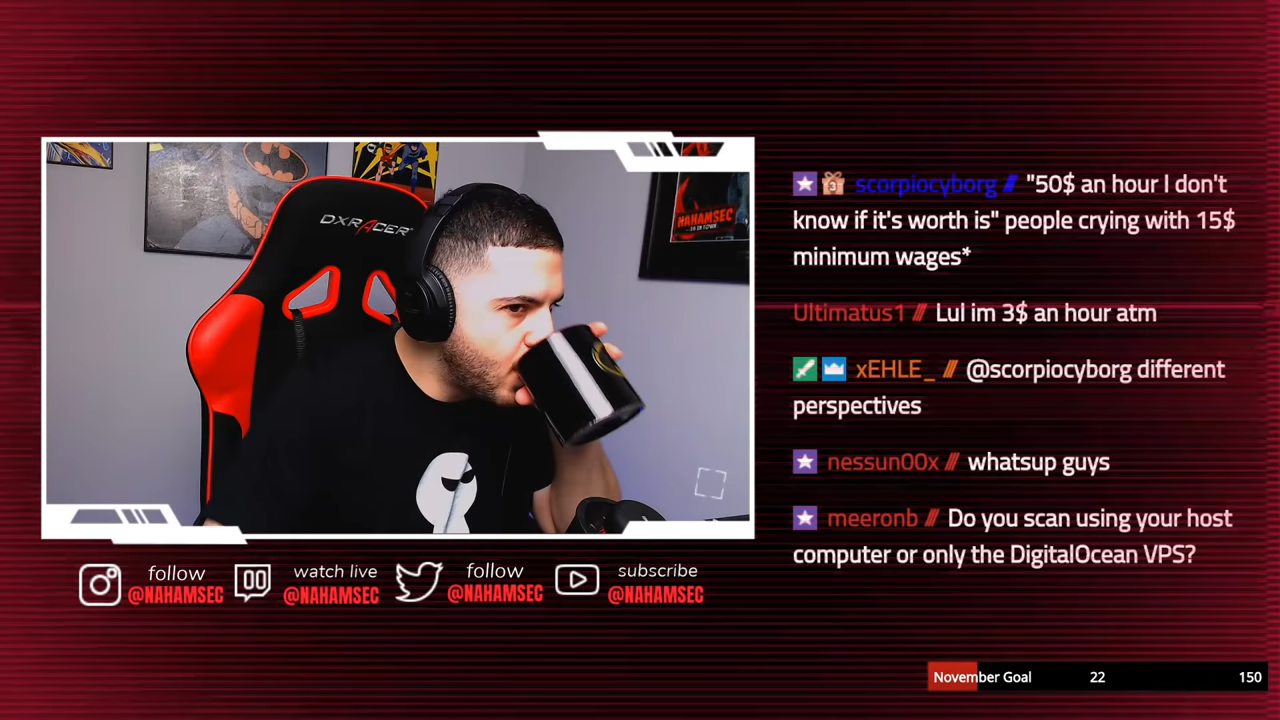 DXRACER
NAHAMSEC
scorpiocyborg // "50$ an hour I don't
know if it's worth is" people crying with 15$
minimum wages*
Ultimatus1 // Lul im 3$ an hour atm
xEHLE_ // @scorpiocyborg different
perspectives
nessun00x // whatsup guys
meeronb // Do you scan using your host
computer or only the DigitalOcean VPS?
follow
@NAHAMSEC
watch live
@NAHAMSEC
follow
@NAHAMSEC
subscribe
@NAHAMSEC
November Goal 22 150